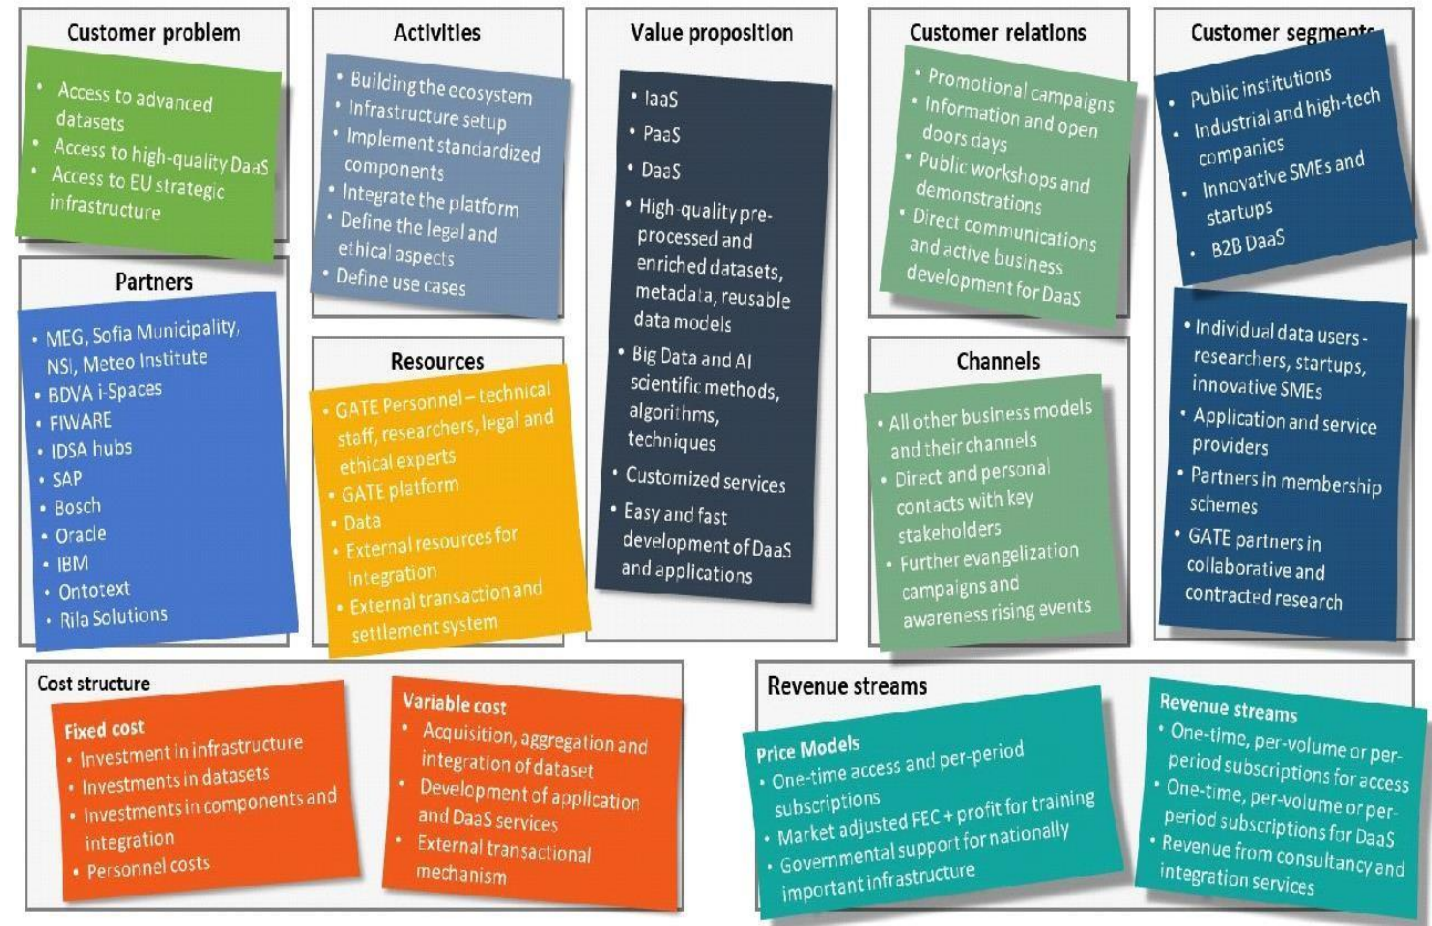 Customer problem
• Access to advanced
datasets
• Access to high-quality DaaS
• Access to EU strategic
infrastructure
Partners
• MEG, Sofia Municipality,
NSI, Meteo Institute
• BDVA i-Spaces
• FIWARE
• IDSA hubs
• SAP
• Bosch
• Oracle
• IBM
• Ontotext
• Rila Solutions
Activities
• Building the ecosystem
• Infrastructure setup
• Implement standardized
components
• Integrate the platform
• Define the legal and
ethical aspects
• Define use cases
Resources
• GATE Personnel – technical
staff, researchers, legal and
ethical experts
• GATE platform
• Data
• External resources for
Integration
• External transaction and
settlement system
Value proposition
• IaaS
• PaaS
• DaaS
• High-quality pre-
processed and
enriched datasets,
metadata, reusable
data models
• Big Data and AI
scientific methods,
algorithms,
techniques
• Customized services
• Easy and fast
development of DaaS
and applications
Customer relations
• Promotional campaigns
• Information and open
doors days
• Public workshops and
demonstrations
• Direct communications
and active business
development for DaaS
Channels
• All other business models
and their channels
• Direct and personal
contacts with key
stakeholders
• Further evangelization
campaigns and
awareness rising events
Customer segments
• Public institutions
• Industrial and high-tech
companies
• Innovative SMEs and
startups
• B2B DaaS
• Individual data users -
researchers, startups,
innovative SMEs
• Application and service
providers
• Partners in membership
schemes
• GATE partners in
collaborative and
contracted research
Cost structure
Fixed cost
• Investment in infrastructure
• Investments in datasets
• Investments in components and
integration
• Personnel costs
Variable cost
• Acquisition, aggregation and
integration of dataset
• Development of application
and DaaS services
• External transactional
mechanism
Revenue streams
Price Models
• One-time access and per-period
subscriptions
• Market adjusted FEC + profit for training
• Governmental support for nationally
important infrastructure
Revenue streams
• One-time, per-volume or per-
period subscriptions for access
• One-time, per-volume or per-
period subscriptions for DaaS
• Revenue from consultancy and
integration services